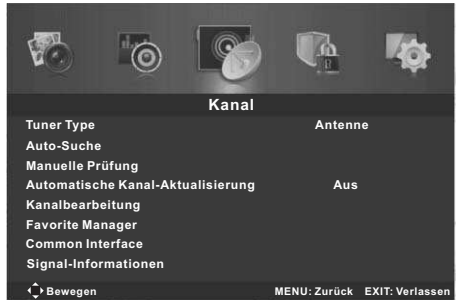 Kanal
Tuner Type Antenne
Auto-Suche
Manuelle Prüfung
Automatische Kanal-Aktualisierung Aus
Kanalbearbeitung
Favorite Manager
Common Interface
Signal-Informationen
Bewegen MENU: Zurück EXIT: Verlassen